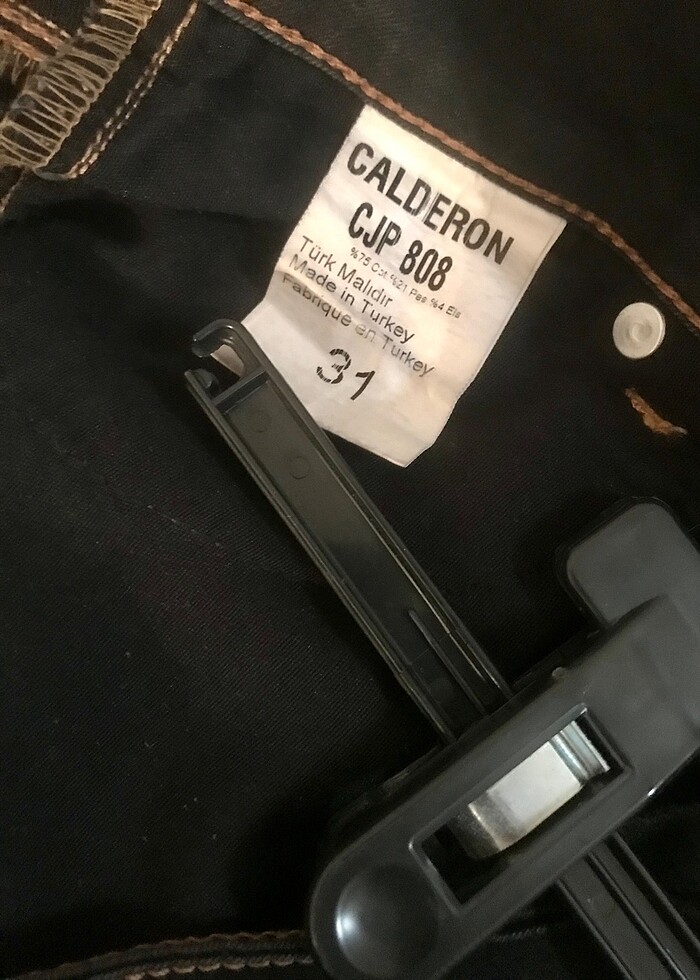 CALDERON
CJP 808
%75 Cot %21 Pes %4 Ela
Türk Malıdır
Made in Turkey
Fabrique en Turkey
31